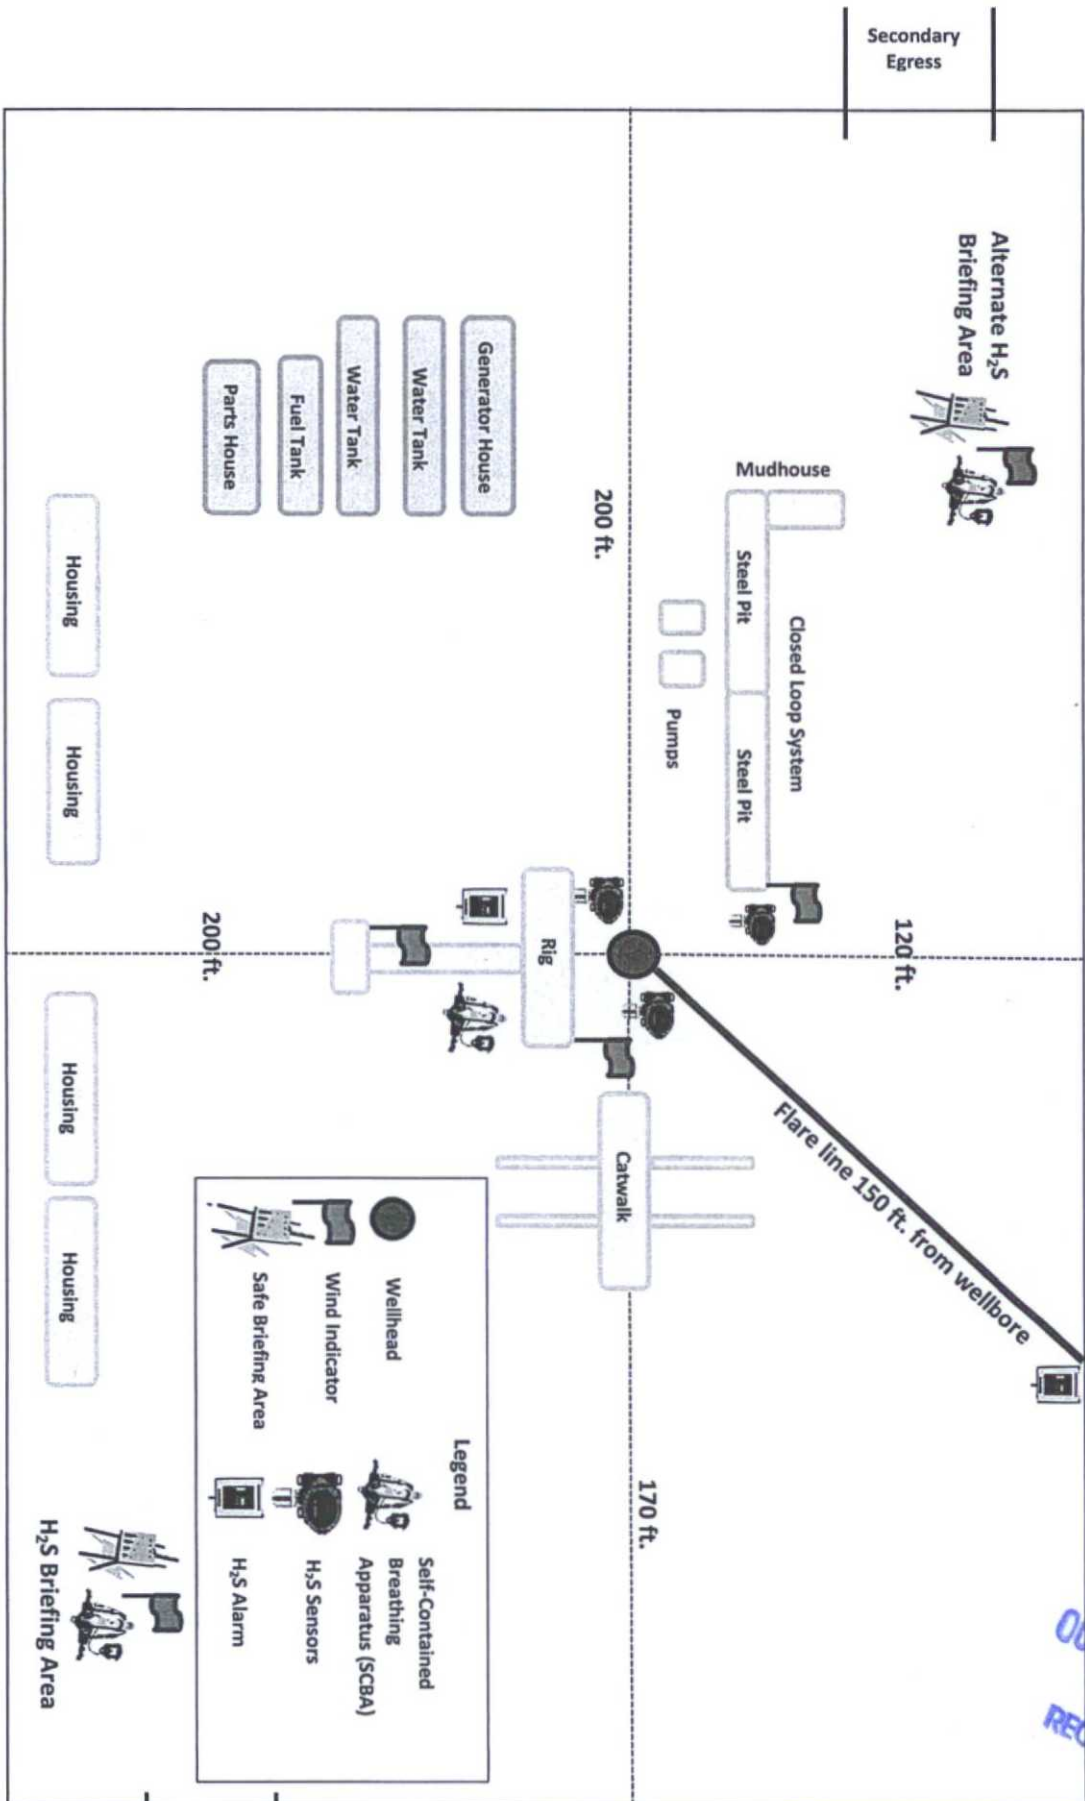 Secondary
Egress
Alternate H₂S
Briefing Area
Mudhouse
Steel Pit
Steel Pit
Closed Loop System
Pumps
120 ft.
Flare line 150 ft. from wellbore
200 ft.
170 ft.
Generator House
Water Tank
Water Tank
Fuel Tank
Parts House
Rig
Catwalk
200 ft.
Housing
Housing
Housing
Housing
Legend
Wellhead
Wind Indicator
Safe Briefing Area
Self-Contained
Breathing
Apparatus (SCBA)
H₂S Sensors
H₂S Alarm
H₂S Briefing Area